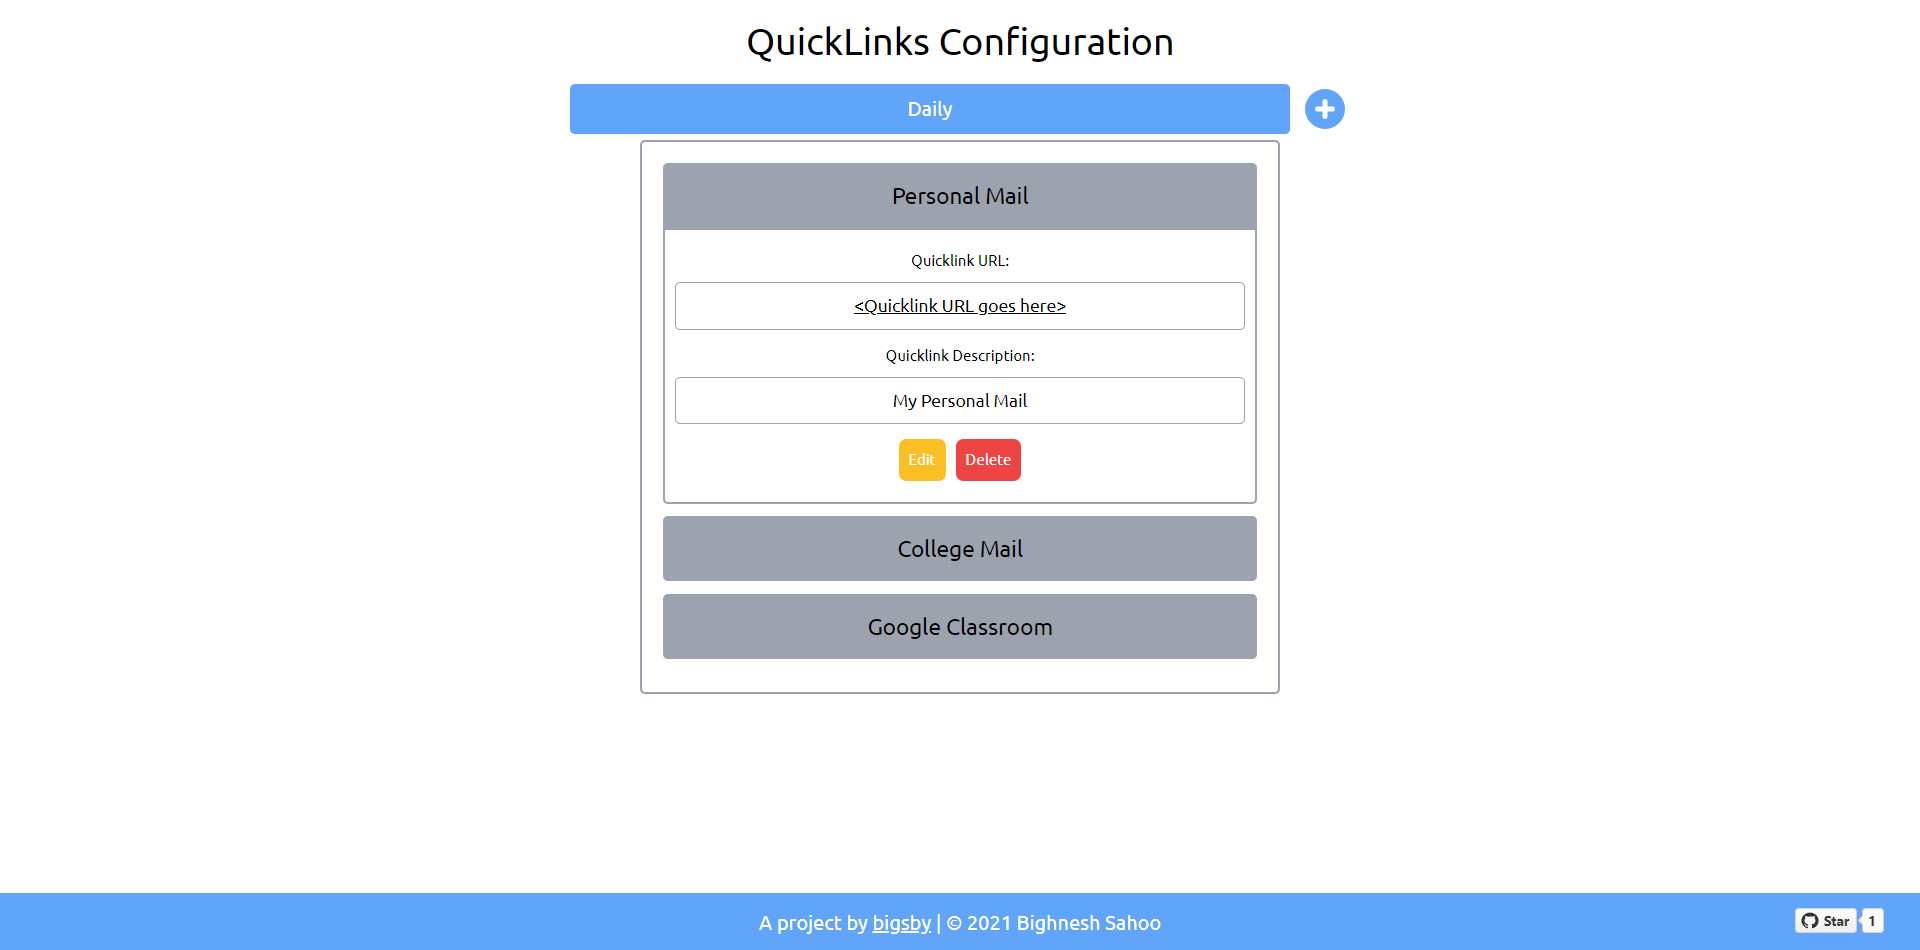 QuickLinks Configuration
Daily
Personal Mail
Quicklink URL:
<Quicklink URL goes here>
Quicklink Description:
My Personal Mail
Edit Delete
College Mail
Google Classroom
A project by bigsby | © 2021 Bighnesh Sahoo
Star 1